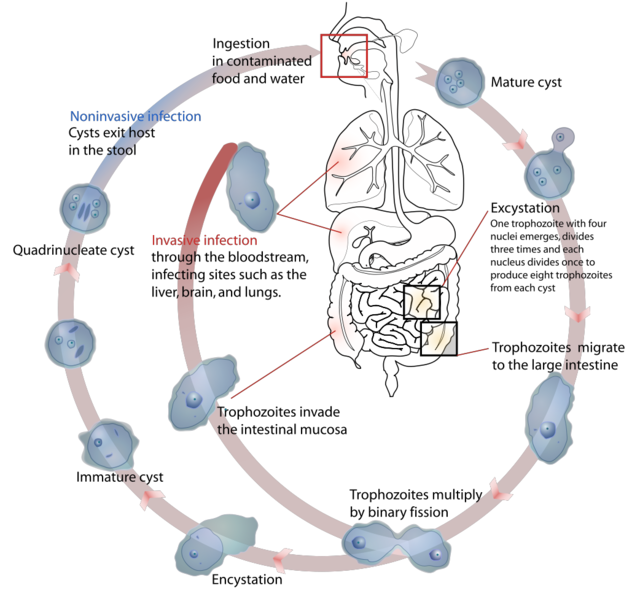 Ingestion
in contaminated
food and water
Mature cyst
Noninvasive infection
Cysts exit host
in the stool
Excystation
One trophozoite with four
nuclei emerges, divides
three times and each
nucleus divides once to
produce eight trophozoites
from each cyst
Quadrinucleate cyst
Invasive infection
through the bloodstream,
infecting sites such as the
liver, brain, and lungs.
Trophozoites migrate
to the large intestine
Trophozoites invade
the intestinal mucosa
Immature cyst
Trophozoites multiply
by binary fission
Encystation